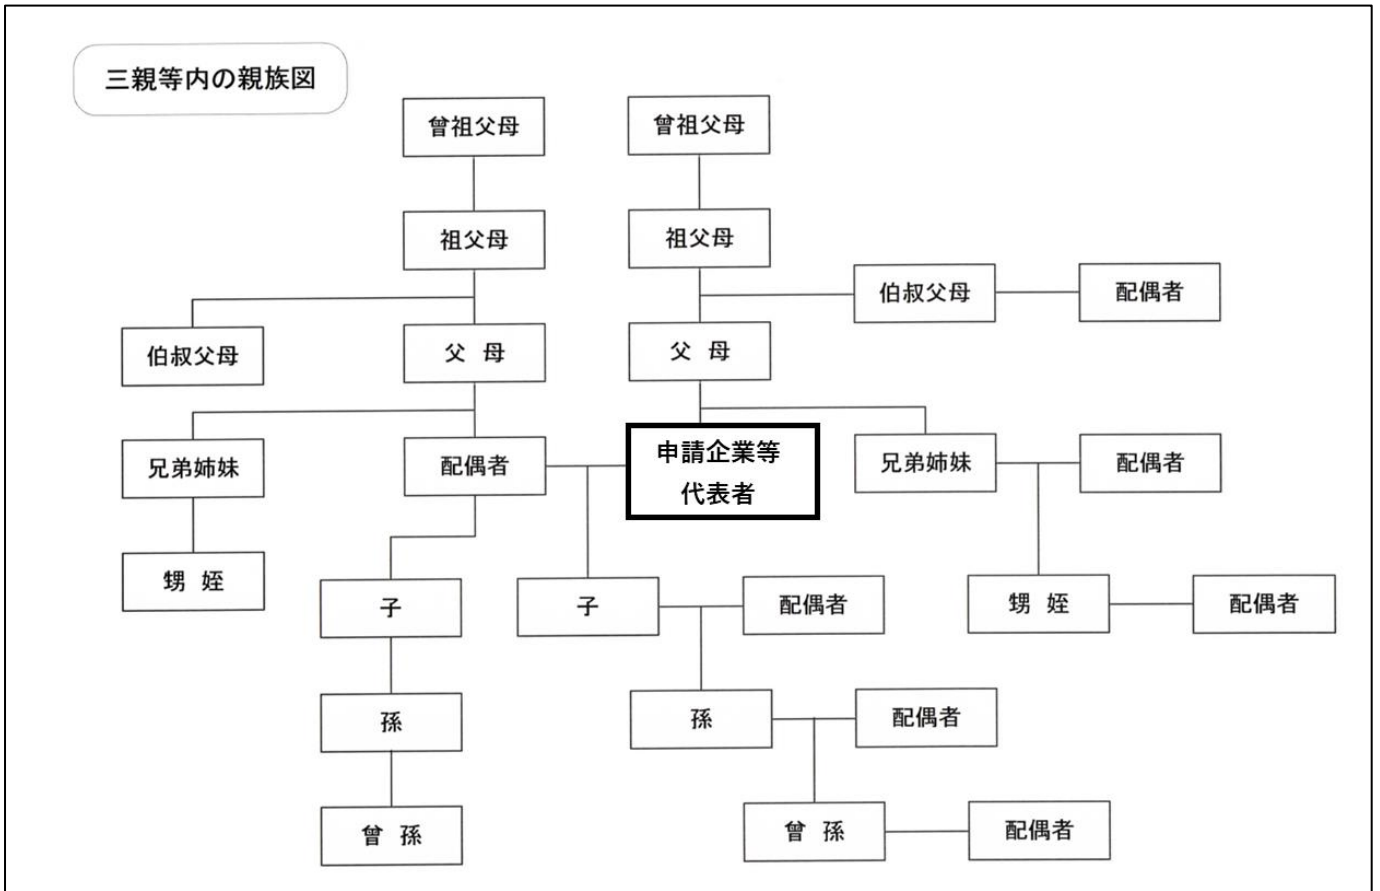 三親等内の親族図
曾祖父母
曾祖父母
祖父母
祖父母
伯叔父母
配偶者
伯叔父母
父 母
父 母
兄弟姉妹
配偶者
申請企業等
代表者
兄弟姉妹
配偶者
甥 姪
子
子
配偶者
甥 姪
配偶者
孫
孫
配偶者
曾 孫
曾 孫
配偶者